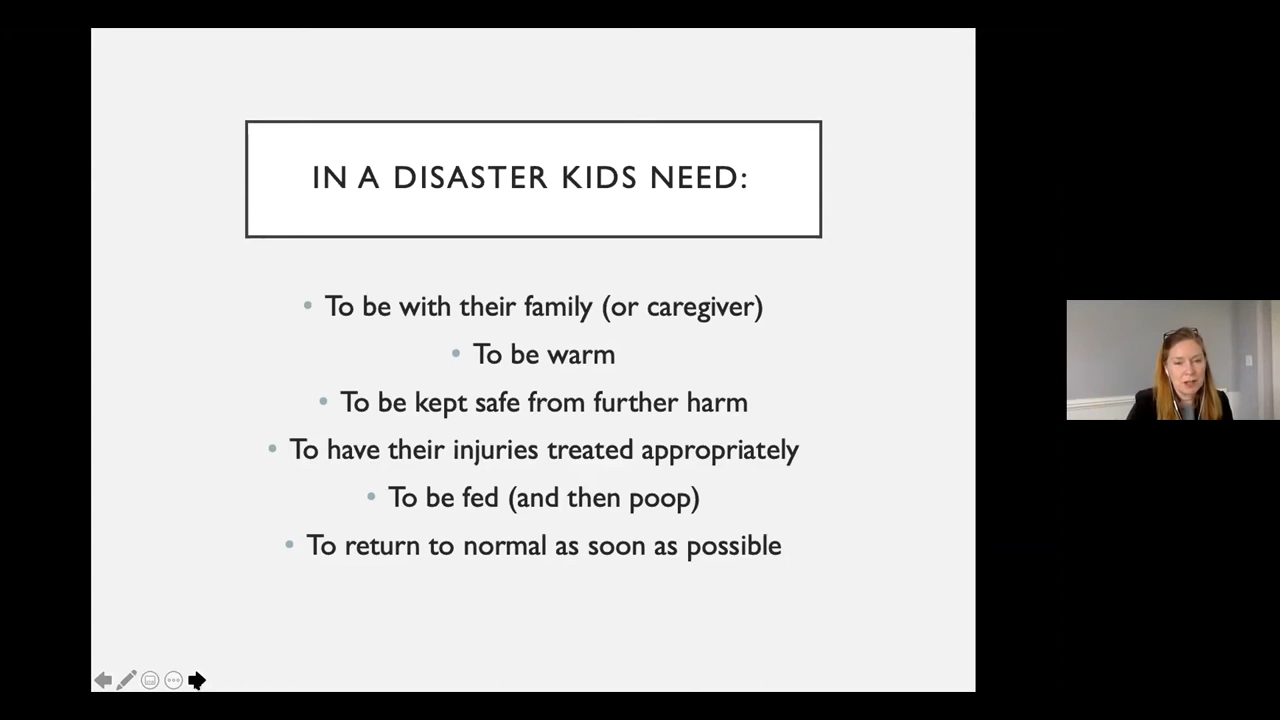 IN A DISASTER KIDS NEED:
• To be with their family (or caregiver)
• To be warm
• To be kept safe from further harm
• To have their injuries treated appropriately
• To be fed (and then poop)
• To return to normal as soon as possible